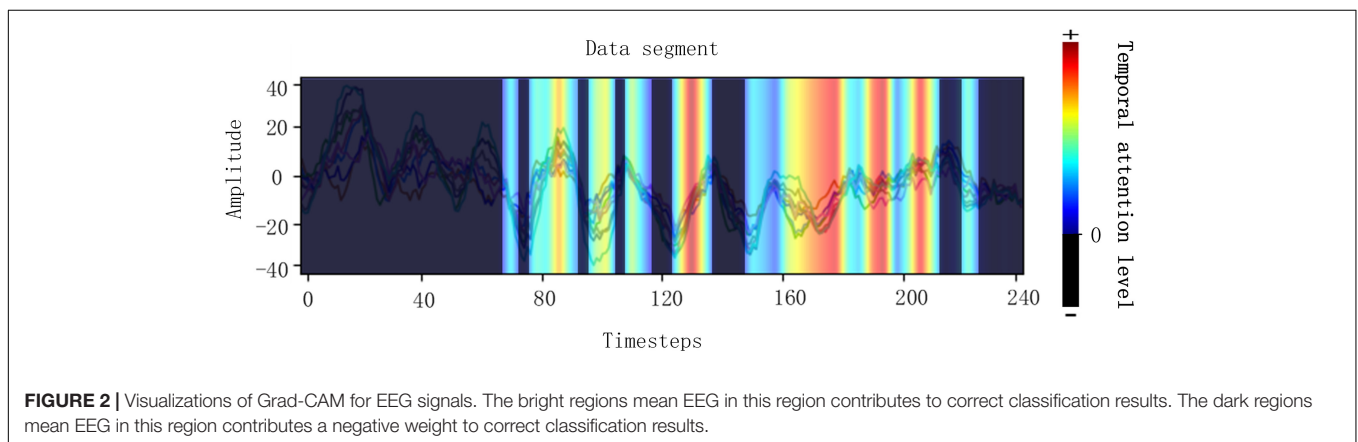 Data segment
+
40
20
0
−20
−40
Amplitude
0 40 80 120 160 200 240
Timesteps
0
-
Temporal attention level
FIGURE 2 | Visualizations of Grad-CAM for EEG signals. The bright regions mean EEG in this region contributes to correct classification results. The dark regions
mean EEG in this region contributes a negative weight to correct classification results.